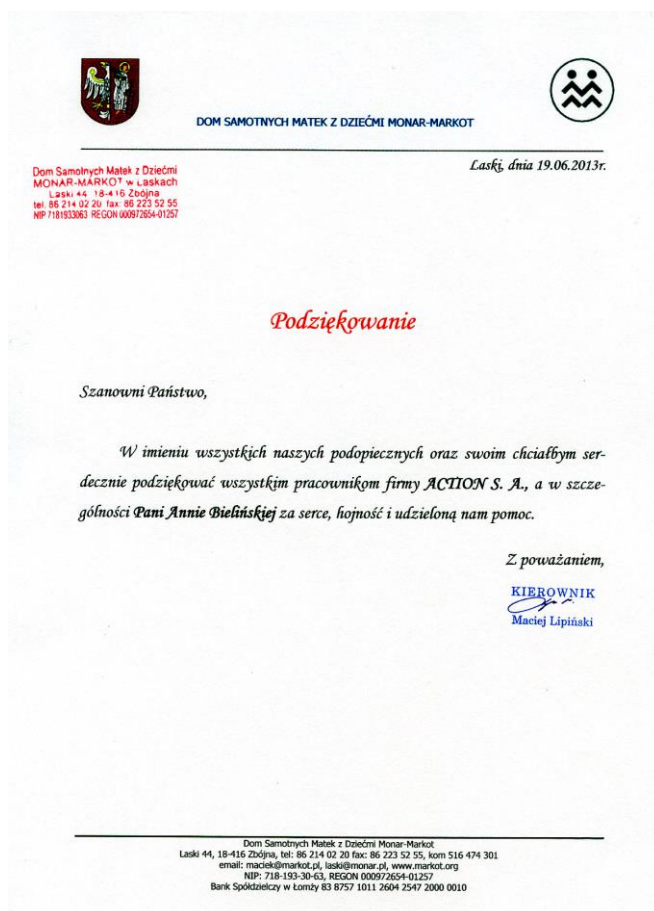 DOM SAMOTNYCH MATEK Z DZIEĆMI MONAR-MARKOT
Laski, dnia 19.06.2013r.
Dom Samotnych Matek z Dziećmi
MONAR-MARKOT w Laskach
Laski 44, 18-416 Zbójna
tel. 86 214 02 20 fax: 86 223 52 55
NIP 7181933063 REGON 000972654-01257
Podziękowanie
Szanowni Państwo,
W imieniu wszystkich naszych podopiecznych oraz swoim chciałbym ser-
decznie podziękować wszystkim pracownikom firmy ACTION S. A., a w szcze-
gólności Pani Annie Bielińskiej za serce, hojność i udzieloną nam pomoc.
Z poważaniem,
KIEROWNIK
Maciej Lipiński
Dom Samotnych Matek z Dziećmi Monar-Markot
Laski 44, 18-416 Zbójna, tel: 86 214 02 20 fax: 86 223 52 55, kom 516 474 301
email: maciek@markot.pl, laski@monar.pl, www.markot.org
NIP: 718-193-30-63, REGON 000972654-01257
Bank Spółdzielczy w Łomży 83 8757 1011 2604 2547 2000 0010